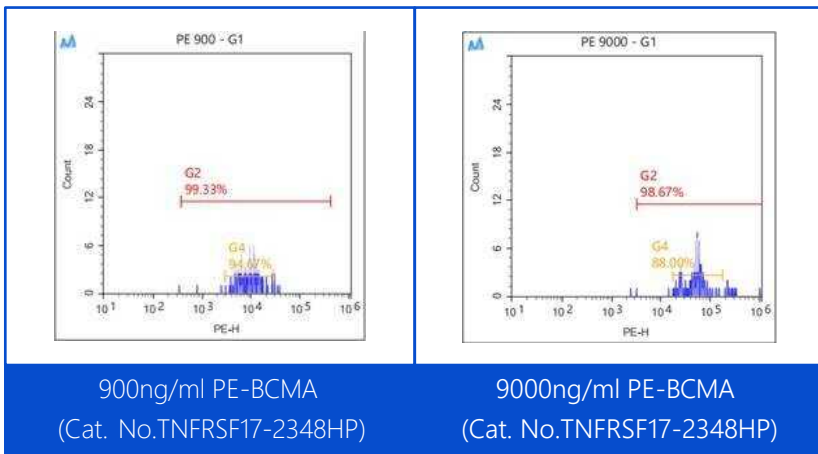 PE 900 - G1
Count
24
18
12
6
0
G2
99.33%
G4
94.67%
10¹ 10² 10³ 10⁴ 10⁵ 10⁶
PE-H
900ng/ml PE-BCMA
(Cat. No.TNFRSF17-2348HP)
PE 9000 - G1
Count
24
18
12
6
0
G2
98.67%
G4
88.00%
10¹ 10² 10³ 10⁴ 10⁵ 10⁶
PE-H
9000ng/ml PE-BCMA
(Cat. No.TNFRSF17-2348HP)